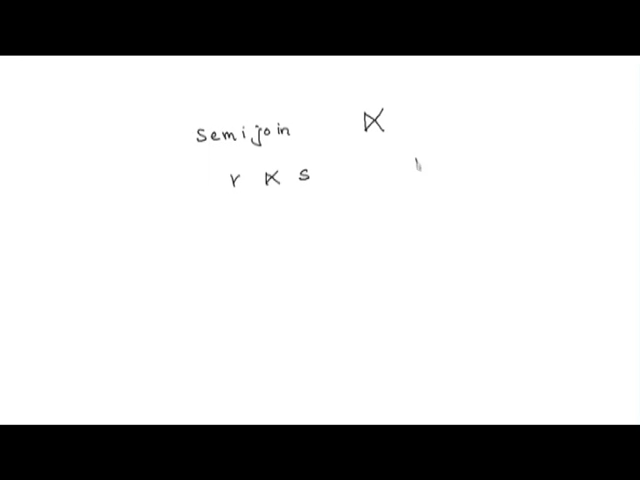 semijoin ⋉
r ⋉ s